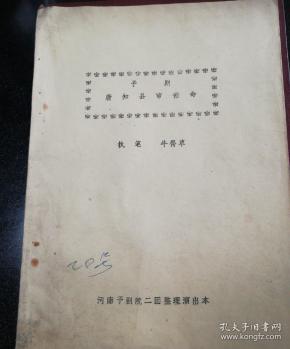 予剧
唐知县审诰命
执笔 牛冀草
河南予剧院二团整理演出本
孔夫子旧书网